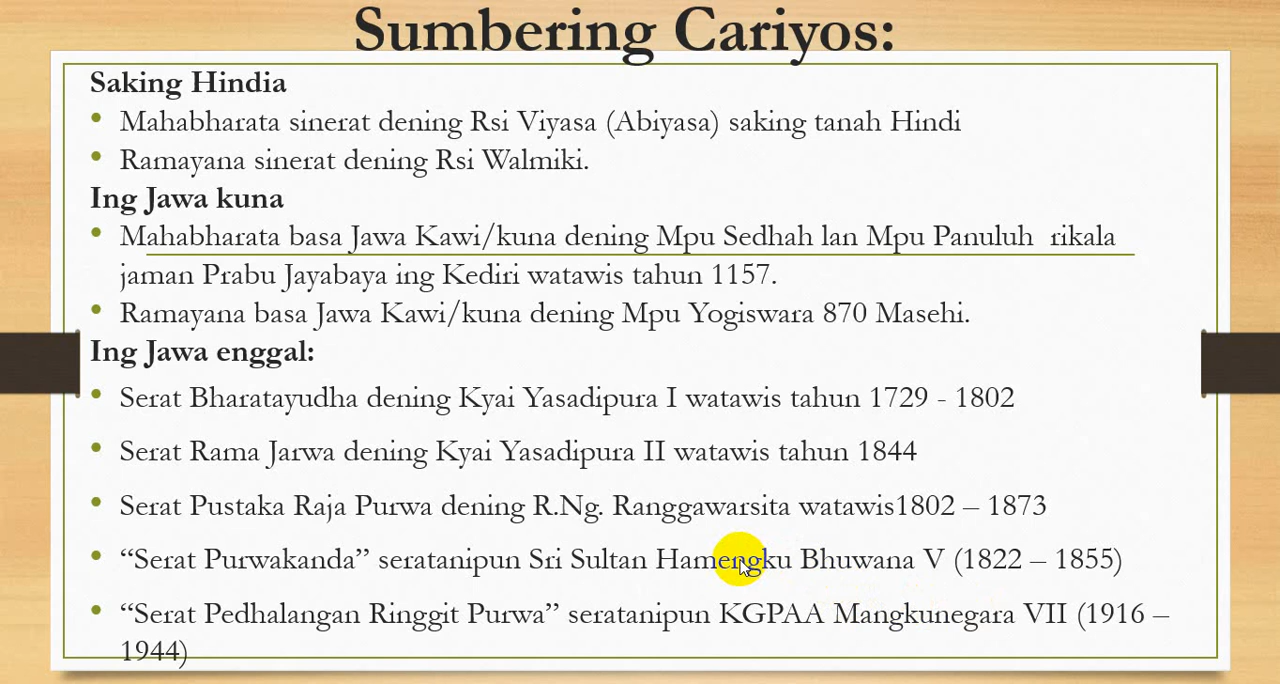 Sumbering Cariyos:
Saking Hindia
• Mahabharata sinerat dening Rsi Viyasa (Abiyasa) saking tanah Hindi
• Ramayana sinerat dening Rsi Walmiki.
Ing Jawa kuna
• Mahabharata basa Jawa Kawi/kuna dening Mpu Sedhah lan Mpu Panuluh rikala
jaman Prabu Jayabaya ing Kediri watawis tahun 1157.
• Ramayana basa Jawa Kawi/kuna dening Mpu Yogiswara 870 Masehi.
Ing Jawa enggal:
• Serat Bharatayudha dening Kyai Yasadipura I watawis tahun 1729 - 1802
• Serat Rama Jarwa dening Kyai Yasadipura II watawis tahun 1844
• Serat Pustaka Raja Purwa dening R.Ng. Ranggawarsita watawis1802 – 1873
• “Serat Purwakanda” seratanipun Sri Sultan Hamengku Bhuwana V (1822 – 1855)
• “Serat Pedhalangan Ringgit Purwa” seratanipun KGPAA Mangkunegara VII (1916 –
1944)